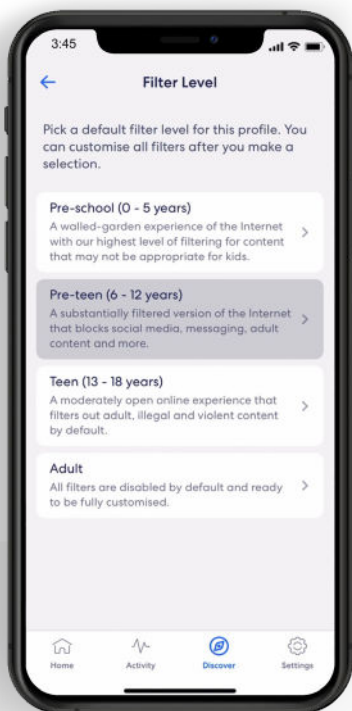 3:45
Filter Level
Pick a default filter level for this profile. You
can customise all filters after you make a
selection.
Pre-school (0 - 5 years)
A walled-garden experience of the Internet
with our highest level of filtering for content
that may not be appropriate for kids.
Pre-teen (6 - 12 years)
A substantially filtered version of the Internet
that blocks social media, messaging, adult
content and more.
Teen (13 - 18 years)
A moderately open online experience that
filters out adult, illegal and violent content
by default.
Adult
All filters are disabled by default and ready
to be fully customised.
Home Activity Discover Settings